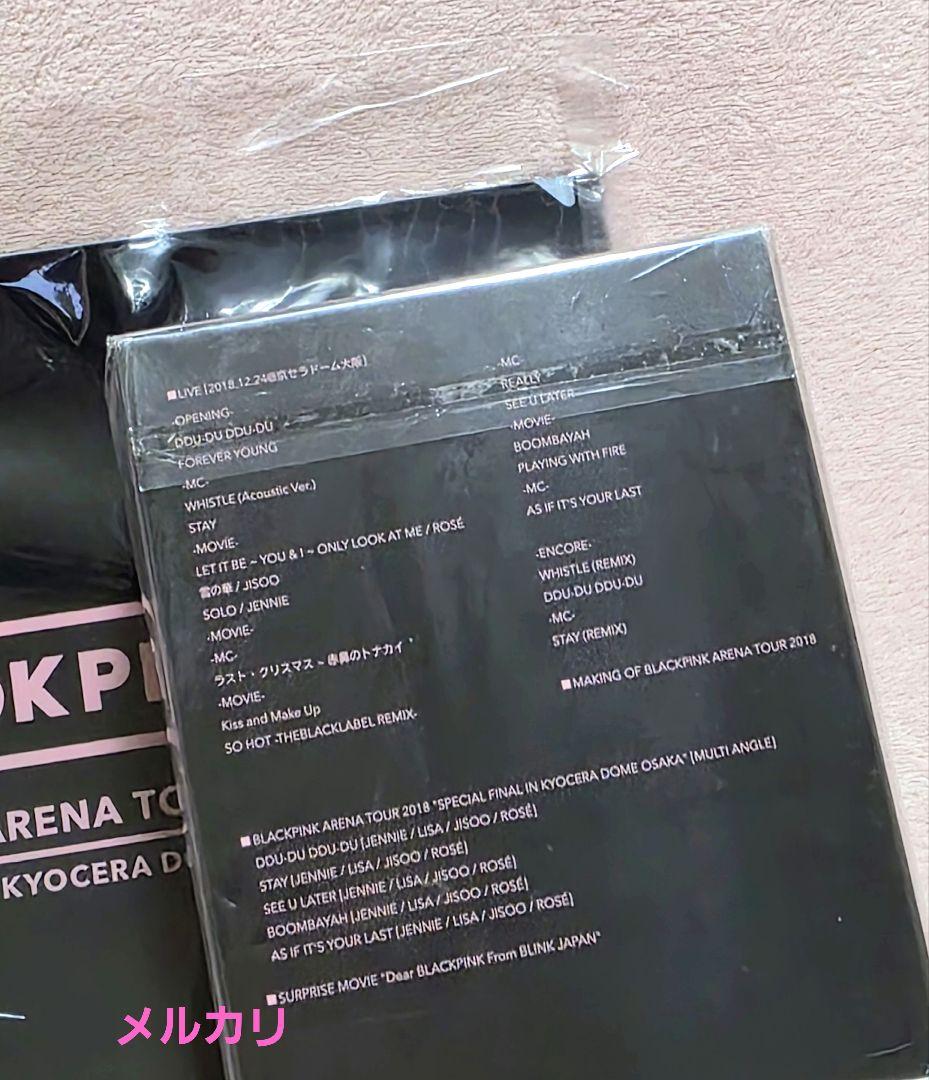 ■LIVE [2018.12.24@京セラドーム大阪]
-OPENING-
DDU-DU DDU-DU
FOREVER YOUNG
-MC-
WHISTLE (Acoustic Ver.)
STAY
-MOVIE-
LET IT BE ~ YOU & I ~ ONLY LOOK AT ME / ROSÉ
雪の華 / JISOO
SOLO / JENNIE
-MOVIE-
-MC-
ラスト・クリスマス ~ 赤鼻のトナカイ
-MOVIE-
Kiss and Make Up
SO HOT -THEBLACKLABEL REMIX-
-MC-
REALLY
SEE U LATER
-MOVIE-
BOOMBAYAH
PLAYING WITH FIRE
-MC-
AS IF IT'S YOUR LAST
-ENCORE-
WHISTLE (REMIX)
DDU-DU DDU-DU
-MC-
STAY (REMIX)
■MAKING OF BLACKPINK ARENA TOUR 2018
■BLACKPINK ARENA TOUR 2018 "SPECIAL FINAL IN KYOCERA DOME OSAKA" [MULTI ANGLE]
DDU-DU DDU-DU [JENNIE / LISA / JISOO / ROSÉ]
STAY [JENNIE / LISA / JISOO / ROSÉ]
SEE U LATER [JENNIE / LISA / JISOO / ROSÉ]
BOOMBAYAH [JENNIE / LISA / JISOO / ROSÉ]
AS IF IT'S YOUR LAST [JENNIE / LISA / JISOO / ROSÉ]
■SURPRISE MOVIE "Dear BLACKPINK From BLINK JAPAN"
KP
ARENA TO
KYOCERA D
メルカリ